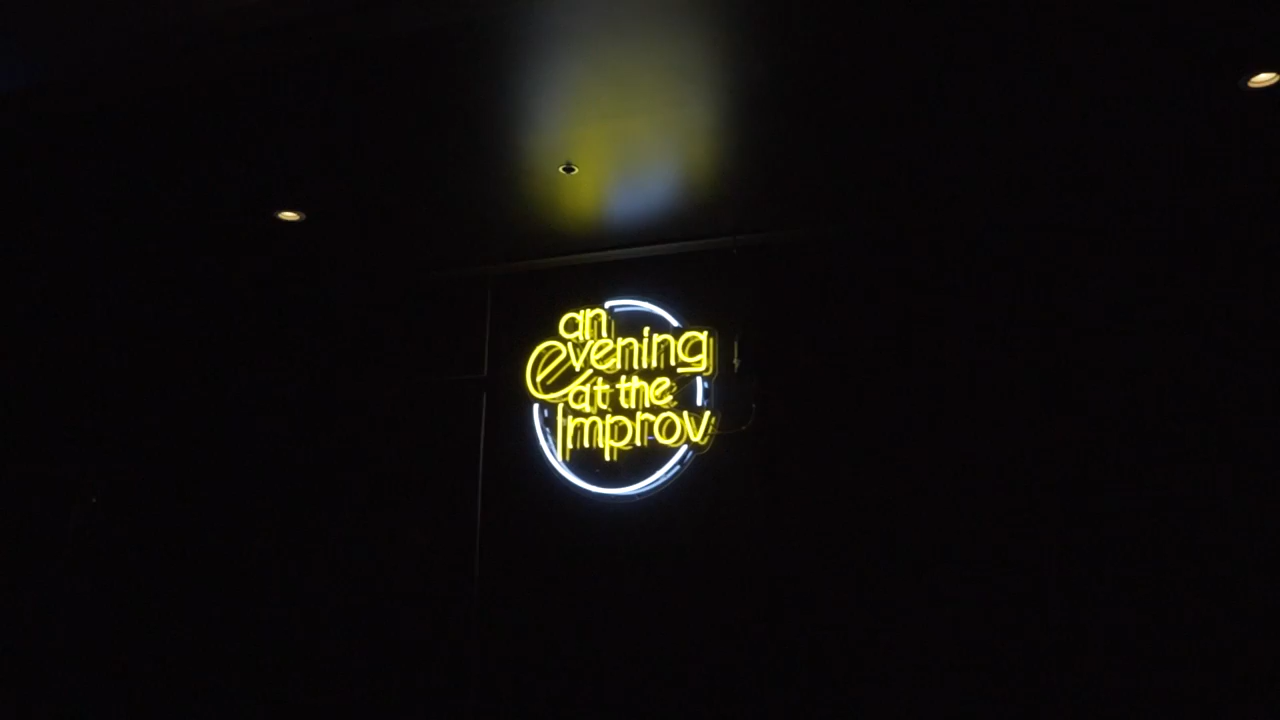 an
evening
at the
Improv